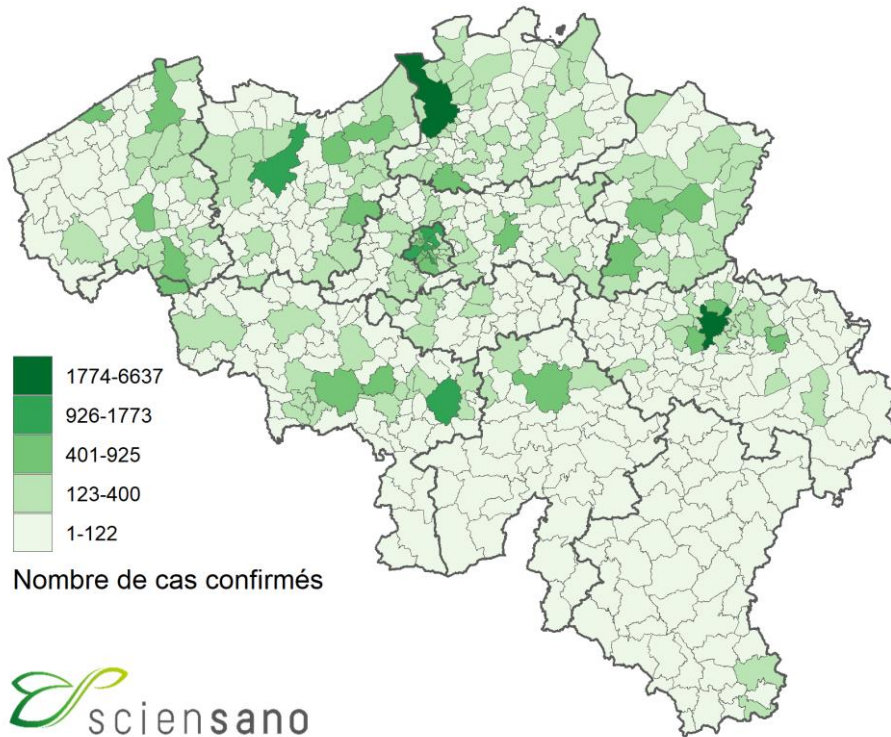 1774-6637
926-1773
401-925
123-400
1-122
Nombre de cas confirmés
sciensano